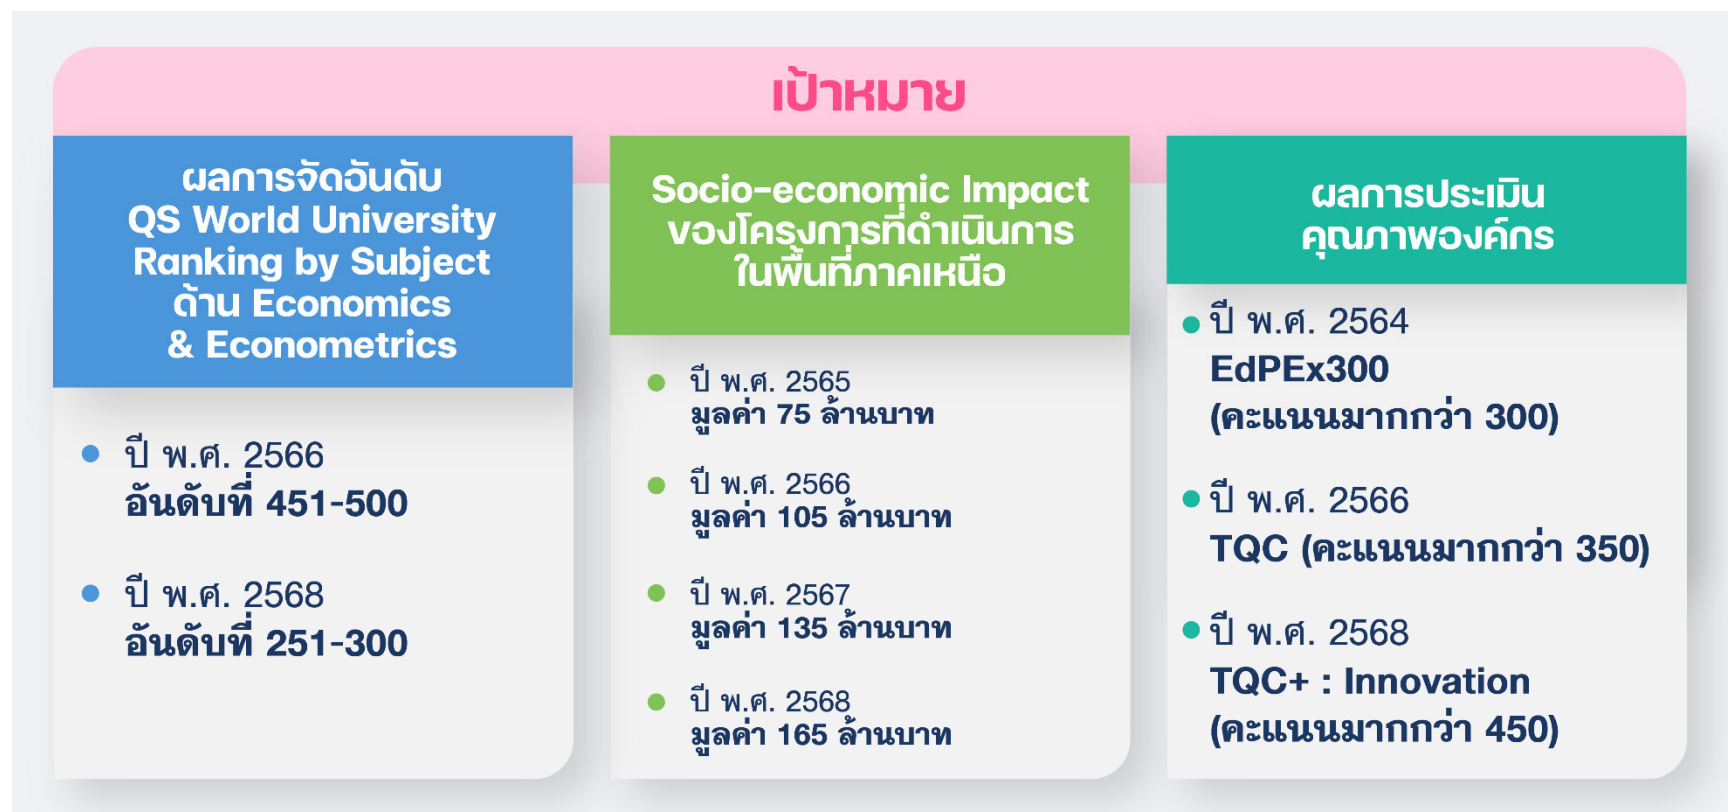 เป้าหมาย
ผลการจัดอันดับ
QS World University
Ranking by Subject
ด้าน Economics
& Econometrics
ปี พ.ศ. 2566
อันดับที่ 451-500
ปี พ.ศ. 2568
อันดับที่ 251-300
Socio-economic Impact
ของโครงการที่ดำเนินการ
ในพื้นที่ภาคเหนือ
ปี พ.ศ. 2565
มูลค่า 75 ล้านบาท
ปี พ.ศ. 2566
มูลค่า 105 ล้านบาท
ปี พ.ศ. 2567
มูลค่า 135 ล้านบาท
ปี พ.ศ. 2568
มูลค่า 165 ล้านบาท
ผลการประเมิน
คุณภาพองค์กร
ปี พ.ศ. 2564
EdPEx300
(คะแนนมากกว่า 300)
ปี พ.ศ. 2566
TQC (คะแนนมากกว่า 350)
ปี พ.ศ. 2568
TQC+ : Innovation
(คะแนนมากกว่า 450)